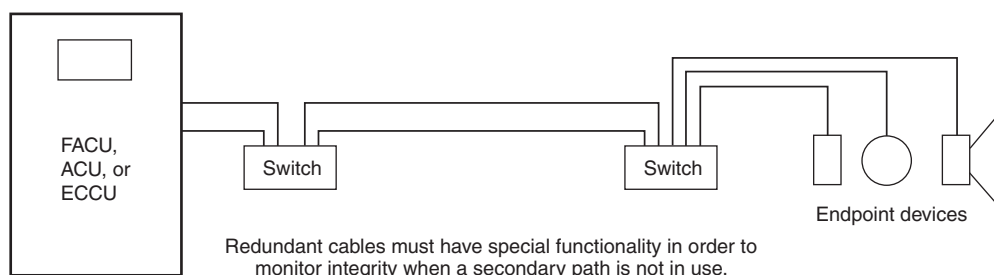 FACU,
ACU, or
ECCU
Switch
Switch
Endpoint devices
Redundant cables must have special functionality in order to
monitor integrity when a secondary path is not in use.